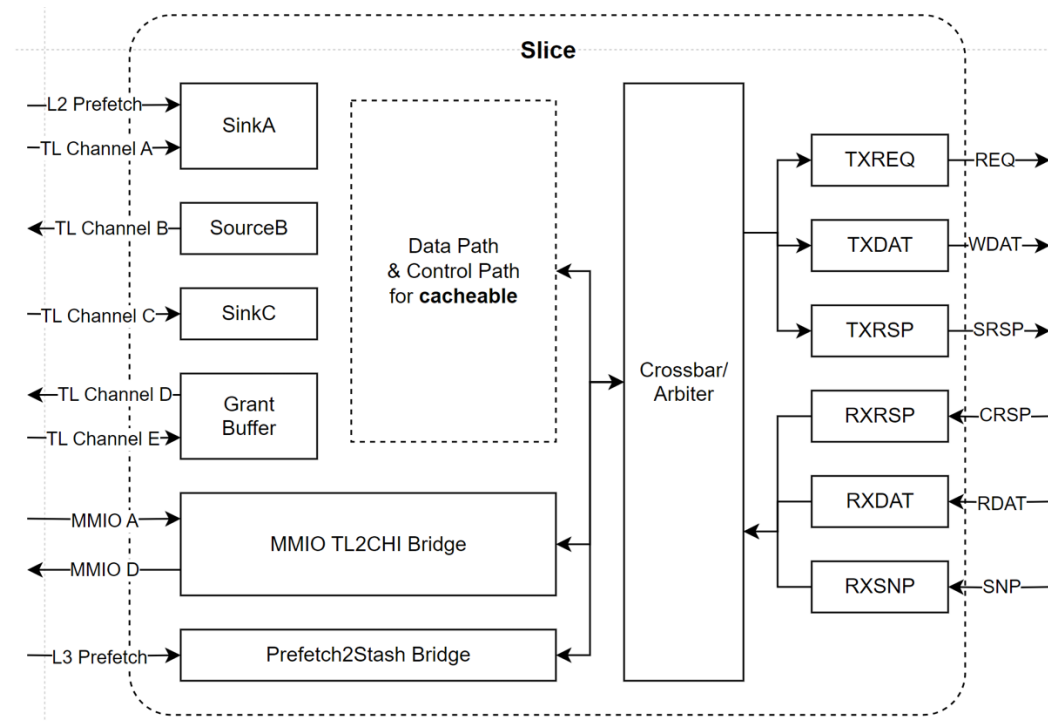 Slice
L2 Prefetch
TL Channel A
SinkA
TL Channel B
SourceB
TL Channel C
SinkC
TL Channel D
TL Channel E
Grant
Buffer
MMIO A
MMIO D
MMIO TL2CHI Bridge
L3 Prefetch
Prefetch2Stash Bridge
Data Path
& Control Path
for cacheable
Crossbar/
Arbiter
TXREQ
REQ
TXDAT
WDAT
TXRSP
SRSP
RXRSP
CRSP
RXDAT
RDAT
RXSNP
SNP